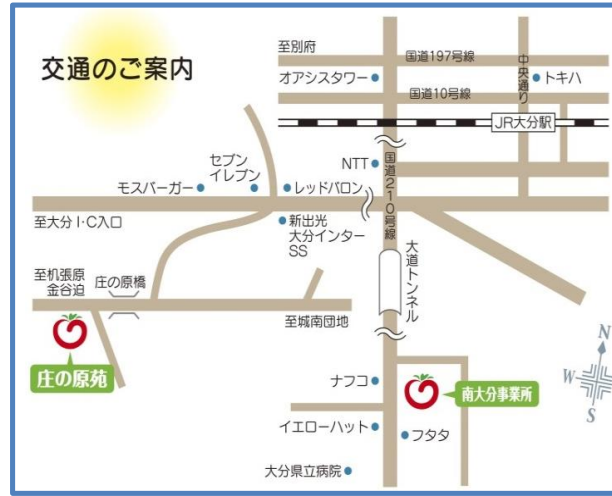 交通のご案内
至別府
国道197号線
オアシスタワー
中央通り
トキハ
国道10号線
JR大分駅
セブン
イレブン
NTT
国道210号線
モスバーガー
レッドバロン
至大分I・C入口
新出光
大分インター
SS
大道トンネル
至机張原
金谷迫
庄の原橋
至城南団地
N
W
E
S
庄の原苑
ナフコ
南大分事業所
イエローハット
フタタ
大分県立病院